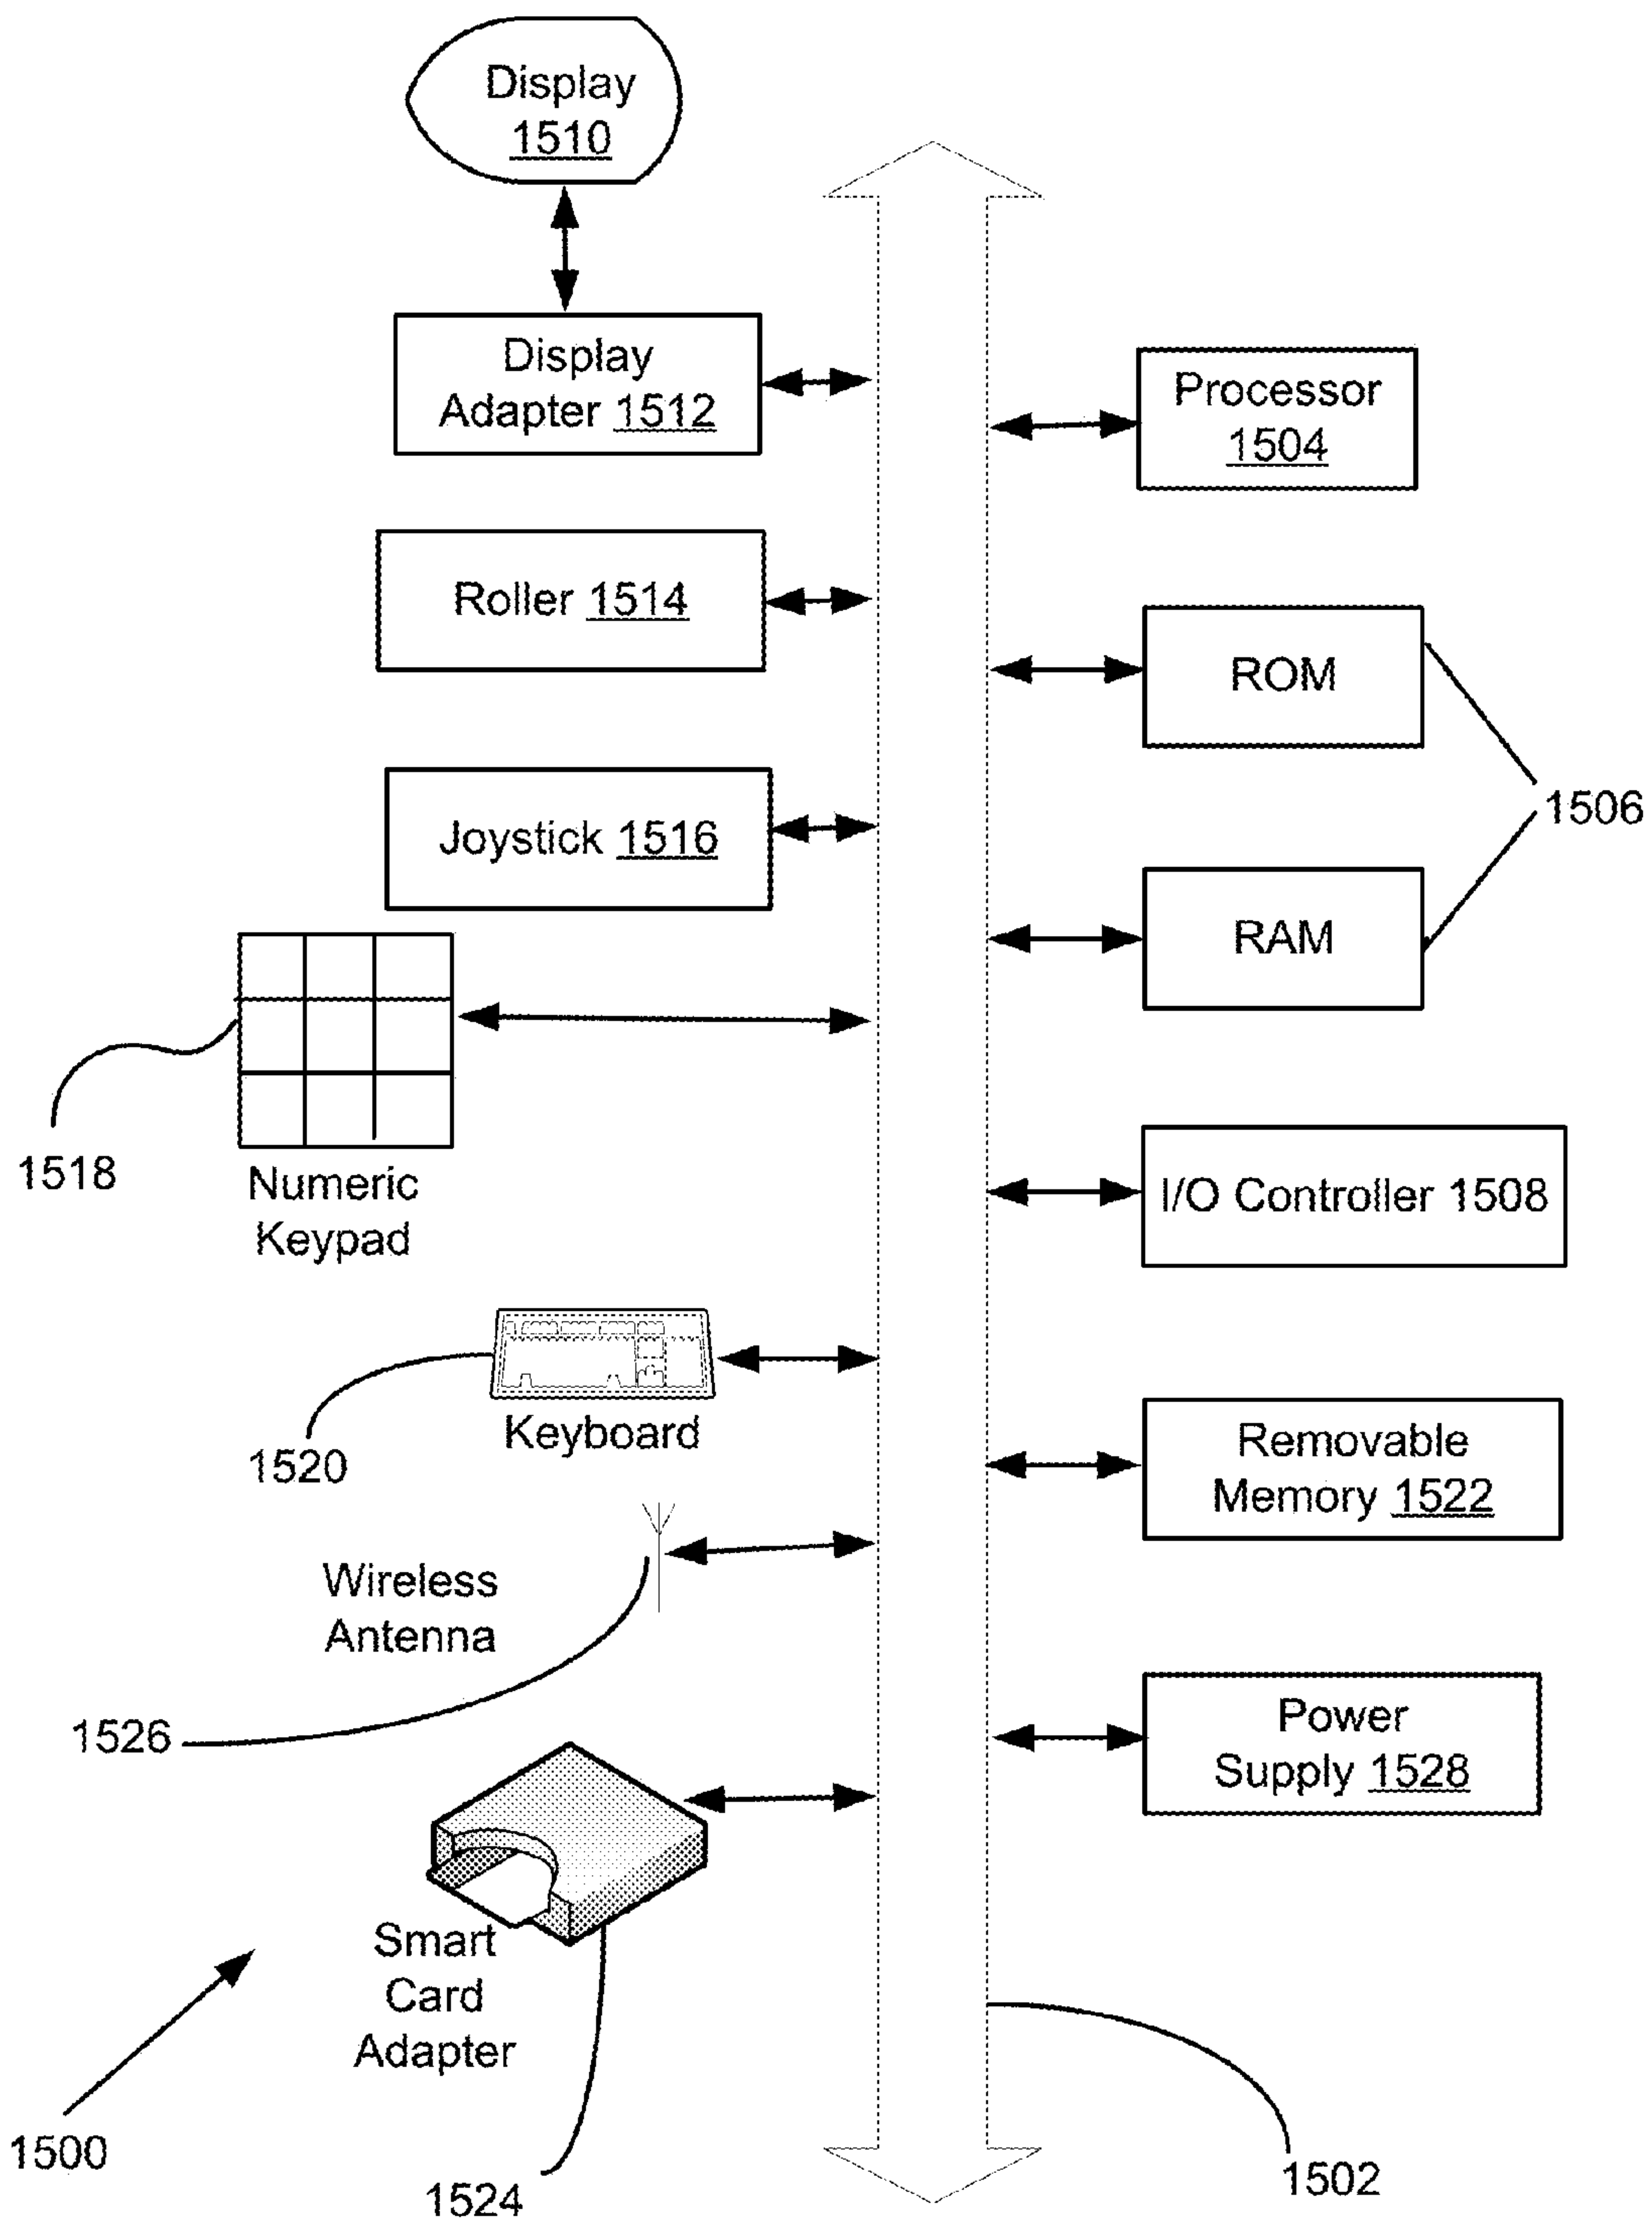 Display
1510
Display
Adapter 1512
Processor
1504
Roller 1514
ROM
1506
Joystick 1516
RAM
1518
Numeric
Keypad
I/O Controller 1508
Keyboard
1520
Removable
Memory 1522
Wireless
Antenna
1526
Power
Supply 1528
Smart
Card
Adapter
1500
1524
1502